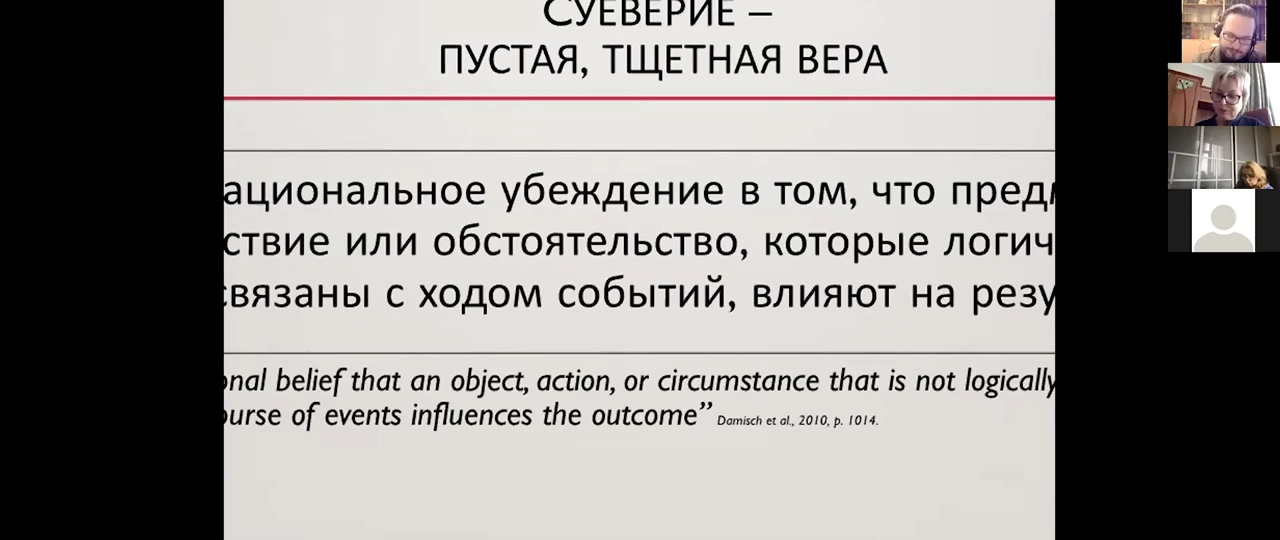 СУЕВЕРИЕ –
ПУСТАЯ, ТЩЕТНАЯ ВЕРА
ациональное убеждение в том, что пред
ствие или обстоятельство, которые логич
связаны с ходом событий, влияют на резу
onal belief that an object, action, or circumstance that is not logically
ourse of events influences the outcome” Damisch et al., 2010, p. 1014.